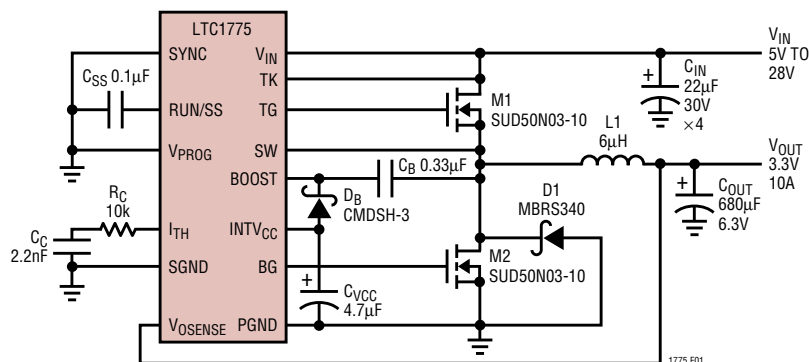 LTC1775
SYNC
RUN/SS
VPROG
ITH
SGND
VOSENSE
VIN
TK
TG
SW
BOOST
INTVCC
BG
PGND
CSS 0.1µF
RC
10k
CC
2.2nF
CB 0.33µF
DB
CMDSH-3
CVCC
4.7µF
+
M1
SUD50N03-10
M2
SUD50N03-10
D1
MBRS340
L1
6µH
+
CIN
22µF
30V
×4
VIN
5V TO
28V
VOUT
3.3V
10A
+
COUT
680µF
6.3V
1775 F01